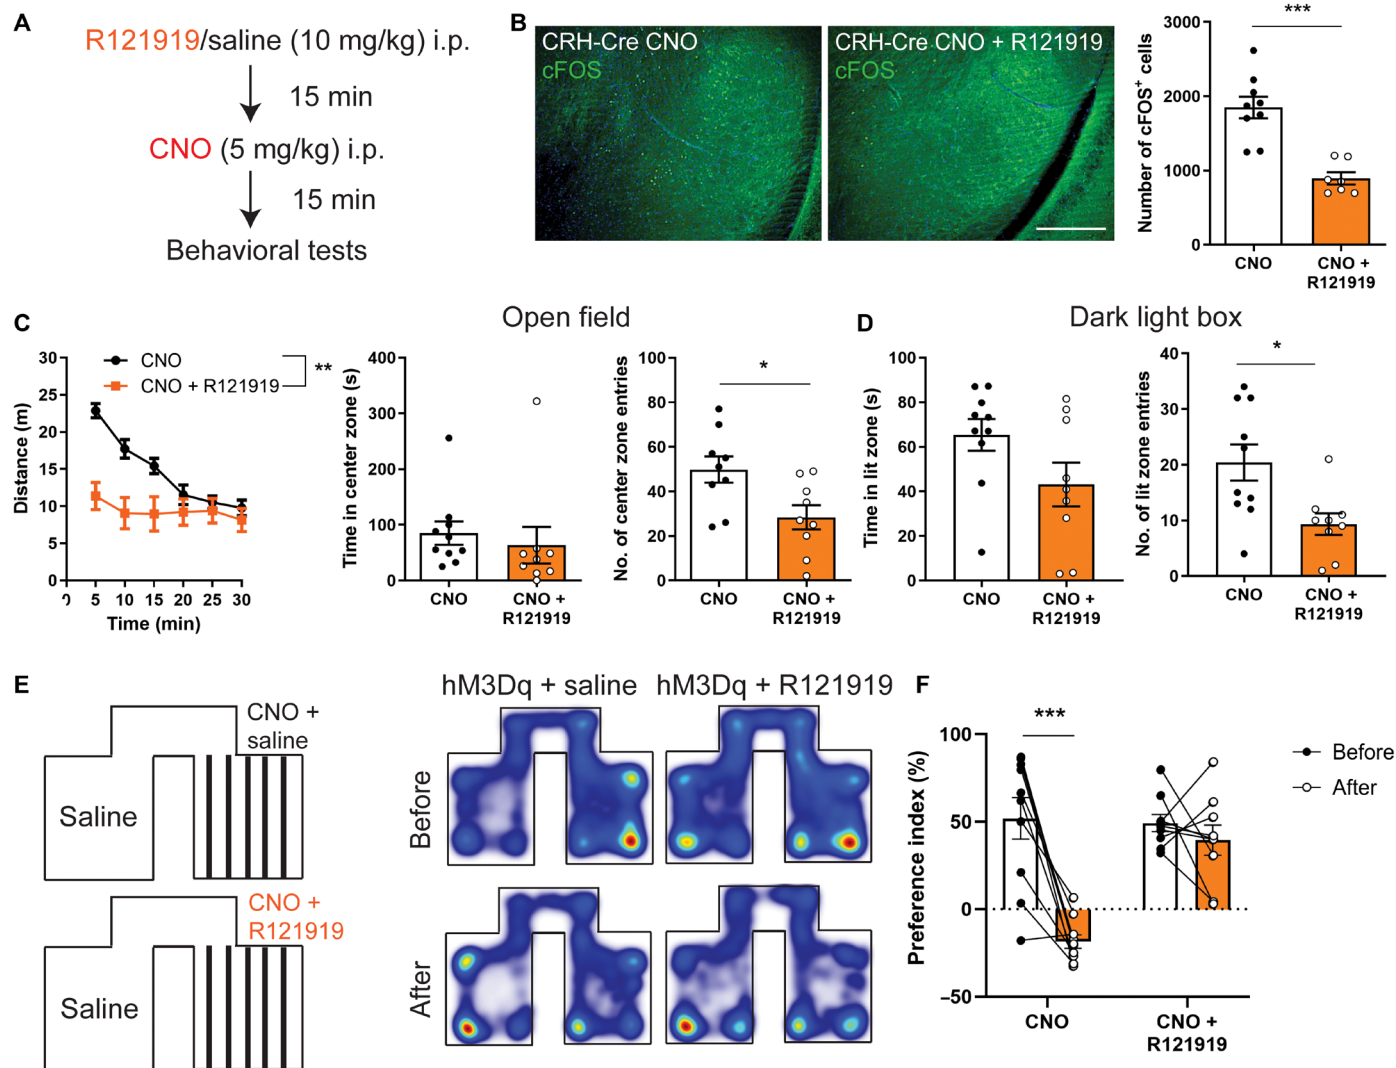 A
R121919/saline (10 mg/kg) i.p.
15 min
CNO (5 mg/kg) i.p.
15 min
Behavioral tests
B
CRH-Cre CNO
cFOS
CRH-Cre CNO + R121919
cFOS
Number of cFOS+ cells
3000
2000
1000
0
***
CNO
CNO +
R121919
C
Open field
Distance (m)
30
25
20
15
10
5
0
0
5
10
15
20
25
30
Time (min)
CNO
CNO + R121919
**
Time in center zone (s)
400
300
200
100
0
CNO
CNO +
R121919
No. of center zone entries
100
80
60
40
20
0
*
CNO
CNO +
R121919
D
Dark light box
Time in lit zone (s)
100
80
60
40
20
0
CNO
CNO +
R121919
No. of lit zone entries
40
30
20
10
0
*
CNO
CNO +
R121919
E
CNO +
saline
Saline
CNO +
R121919
Saline
hM3Dq + saline
hM3Dq + R121919
Before
After
F
Preference index (%)
100
50
0
–50
***
CNO
CNO +
R121919
Before
After